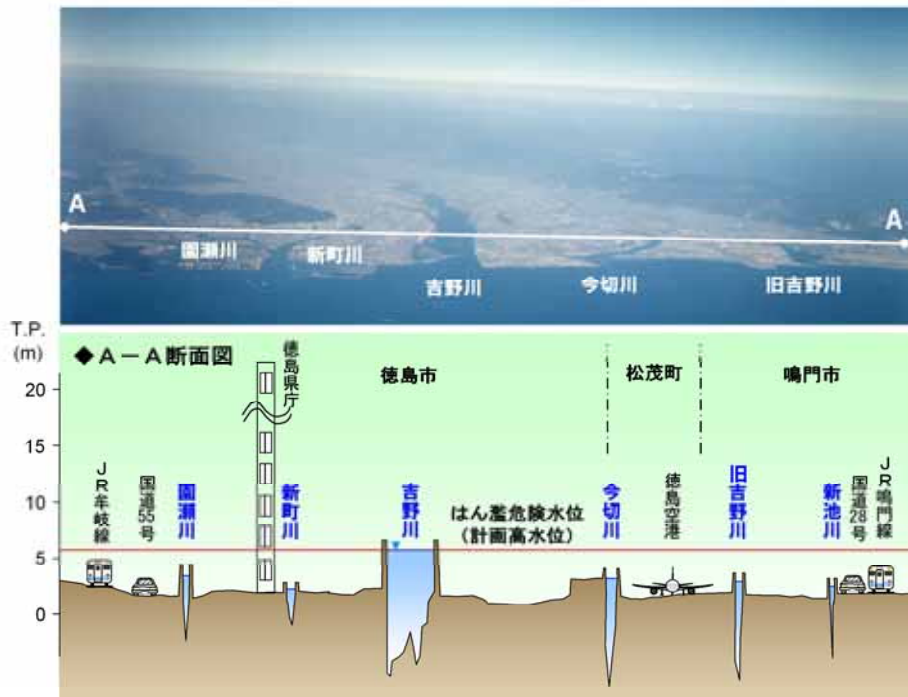 A
A
園瀬川
新町川
吉野川
今切川
旧吉野川
T.P.
(m)
◆A－A断面図
徳島県庁
徳島市
松茂町
鳴門市
20
15
10
5
0
JR牟岐線
国道55号
園瀬川
新町川
吉野川
はん濫危険水位
(計画高水位)
今切川
徳島空港
旧吉野川
新池川
国道28号
JR鳴門線